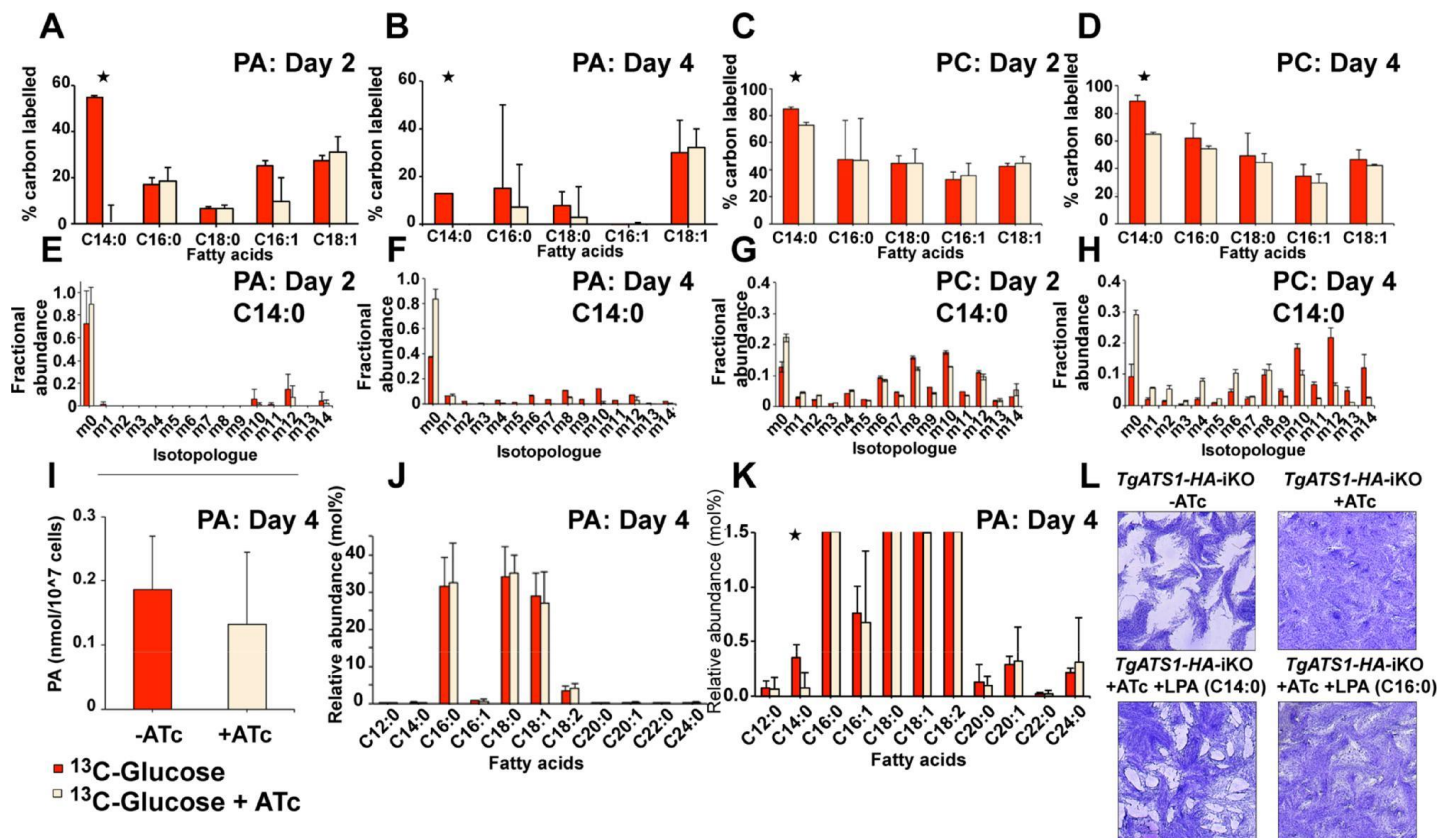 A
PA: Day 2
★
% carbon labelled
60
40
20
0
C14:0 C16:0 C18:0 C16:1 C18:1
Fatty acids
B
PA: Day 4
★
% carbon labelled
60
40
20
0
C14:0 C16:0 C18:0 C16:1 C18:1
Fatty acids
C
PC: Day 2
★
% carbon labelled
100
80
60
40
20
0
C14:0 C16:0 C18:0 C16:1 C18:1
Fatty acids
D
PC: Day 4
★
% carbon labelled
100
80
60
40
20
0
C14:0 C16:0 C18:0 C16:1 C18:1
Fatty acids
E
PA: Day 2
C14:0
Fractional
abundance
1.0
0.8
0.6
0.4
0.2
0
m0 m1 m2 m3 m4 m5 m6 m7 m8 m9 m10 m11 m12 m13 m14
Isotopologue
F
PA: Day 4
C14:0
Fractional
abundance
1.0
0.8
0.6
0.4
0.2
0
m0 m1 m2 m3 m4 m5 m6 m7 m8 m9 m10 m11 m12 m13 m14
Isotopologue
G
PC: Day 2
C14:0
Fractional
abundance
0.4
0.3
0.2
0.1
0
m0 m1 m2 m3 m4 m5 m6 m7 m8 m9 m10 m11 m12 m13 m14
Isotopologue
H
PC: Day 4
C14:0
Fractional
abundance
0.4
0.3
0.2
0.1
0
m0 m1 m2 m3 m4 m5 m6 m7 m8 m9 m10 m11 m12 m13 m14
Isotopologue
I
PA: Day 4
PA (nmol/10^7 cells)
0.3
0.2
0.1
0
-ATc +ATc
13C-Glucose
13C-Glucose + ATc
J
PA: Day 4
Relative abundance (mol%)
40
30
20
10
0
C12:0 C14:0 C16:0 C16:1 C18:0 C18:1 C18:2 C20:0 C20:1 C22:0 C24:0
Fatty acids
K
PA: Day 4
★
Relative abundance (mol%)
1.5
1.0
0.5
0.0
C12:0 C14:0 C16:0 C16:1 C18:0 C18:1 C18:2 C20:0 C20:1 C22:0 C24:0
Fatty acids
L
TgATS1-HA-iKO
-ATc
TgATS1-HA-iKO
+ATc
TgATS1-HA-iKO
+ATc +LPA (C14:0)
TgATS1-HA-iKO
+ATc +LPA (C16:0)